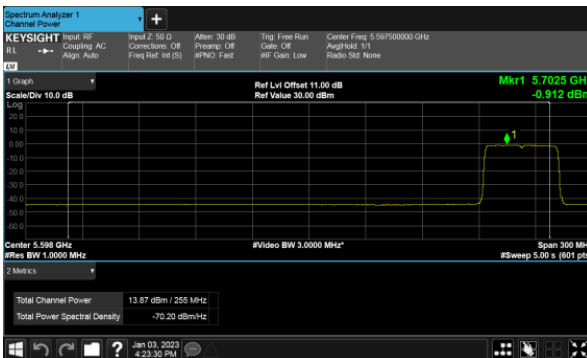 Spectrum Analyzer 1
Channel Power
KEYSIGHT Input: RF Input Z: 50 Ω Atten: 30 dB Trig: Free Run Center Freq: 5.597500000 GHz
RL Coupling: AC Corrections: Off Preamp: Off Gate: Off Avg|Hold: 1/1
Align: Auto Freq Ref: Int (S) #PNO: Fast #IF Gain: Low Radio Std: None
LXI
1 Graph Ref Lvl Offset 11.00 dB Mkr1 5.7025 GH
Scale/Div 10.0 dB Ref Value 30.00 dBm -0.912 dBm
Log
20.0
10.0
0.00
-10.0
-20.0
-30.0
-40.0
-50.0
-60.0
1
Center 5.598 GHz #Video BW 3.0000 MHz* Span 300 MH
#Res BW 1.0000 MHz #Sweep 5.00 s (601 pts
2 Metrics
Total Channel Power 13.87 dBm / 255 MHz
Total Power Spectral Density -70.20 dBm/Hz
? Jan 03, 2023
4:23:30 PM